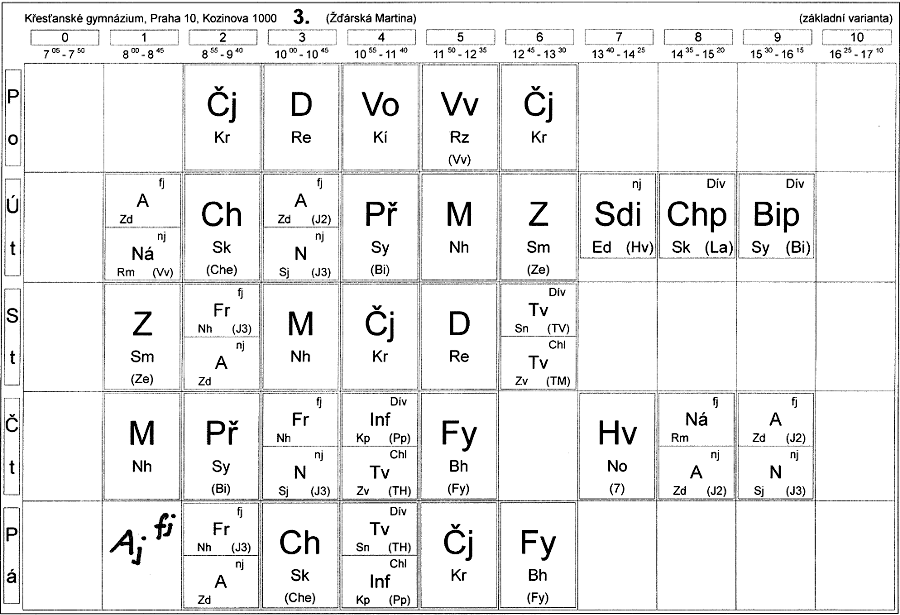 Křesťanské gymnázium, Praha 10, Kozinova 1000 3. (Žďárská Martina) (základní varianta)
0 1 2 3 4 5 6 7 8 9 10
7 05 - 7 50 8 00 - 8 45 8 55 - 9 40 10 00 - 10 45 10 55 - 11 40 11 50 - 12 35 12 45 - 13 30 13 40 - 14 25 14 35 - 15 20 15 30 - 16 15 16 25 - 17 10
Po
Čj D Vo Vv Čj
Kr Re Kí Rz Kr
(Vv)
Út
fj fj nj Dív Dív
A Ch A Př M Z Sdi Chp Bip
Zd Zd (J2)
nj nj
Ná Sk N Sy Nh Sm Ed (Hv) Sk (La) Sy (Bi)
Rm (Vv) (Che) Sj (J3) (Bi) (Ze)
St
fj Dív
Z Fr M Čj D Tv
Nh (J3) Sn (TV)
nj Chl
Sm A Nh Kr Re Tv
(Ze) Zd Zv (TM)
Čt
fj Dív fj fj
M Př Fr Inf Fy Hv Ná A
Nh Kp (Pp) Rm Zd (J2)
nj Chl nj nj
Nh Sy N Tv Bh No A N
(Bi) Sj (J3) Zv (TH) (Fy) (7) Zd (J2) Sj (J3)
Pá
fj Dív
Aj fj Fr Ch Tv Čj Fy
Nh (J3) Sn (TH)
nj Chl
A Sk Inf Kr Bh
Zd (Che) Kp (Pp) (Fy)